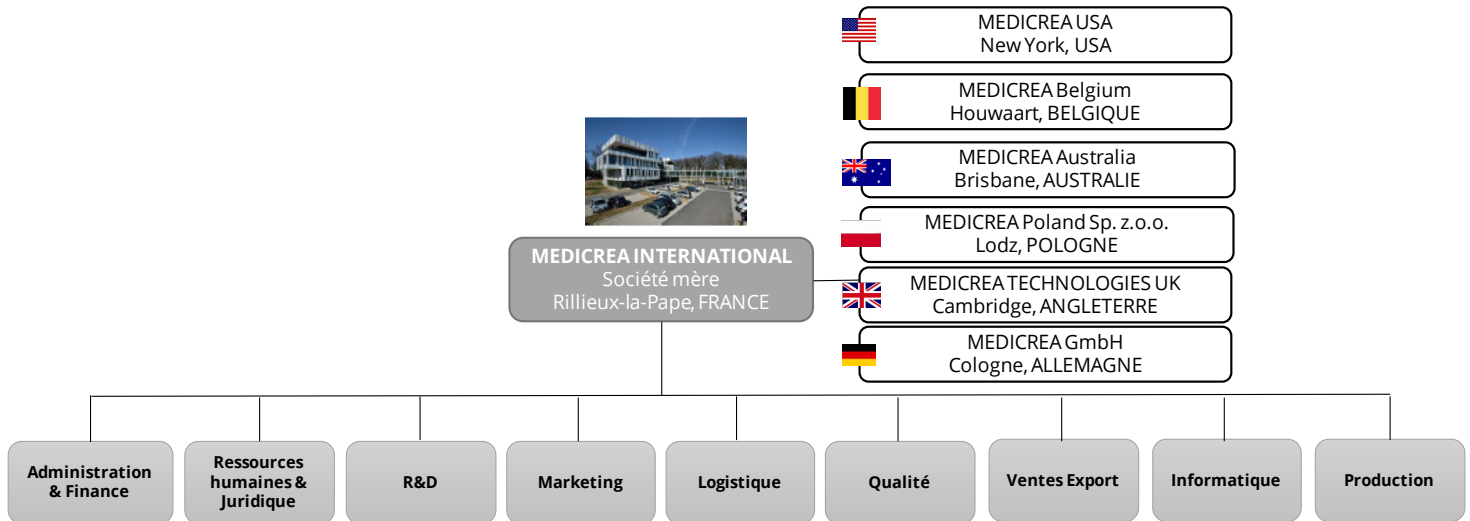 MEDICREA USA
New York, USA
MEDICREA Belgium
Houwaart, BELGIQUE
MEDICREA Australia
Brisbane, AUSTRALIE
MEDICREA Poland Sp. z.o.o.
Lodz, POLOGNE
MEDICREA INTERNATIONAL
Société mère
Rillieux-la-Pape, FRANCE
MEDICREA TECHNOLOGIES UK
Cambridge, ANGLETERRE
MEDICREA GmbH
Cologne, ALLEMAGNE
Administration
& Finance
Ressources
humaines &
Juridique
R&D
Marketing
Logistique
Qualité
Ventes Export
Informatique
Production